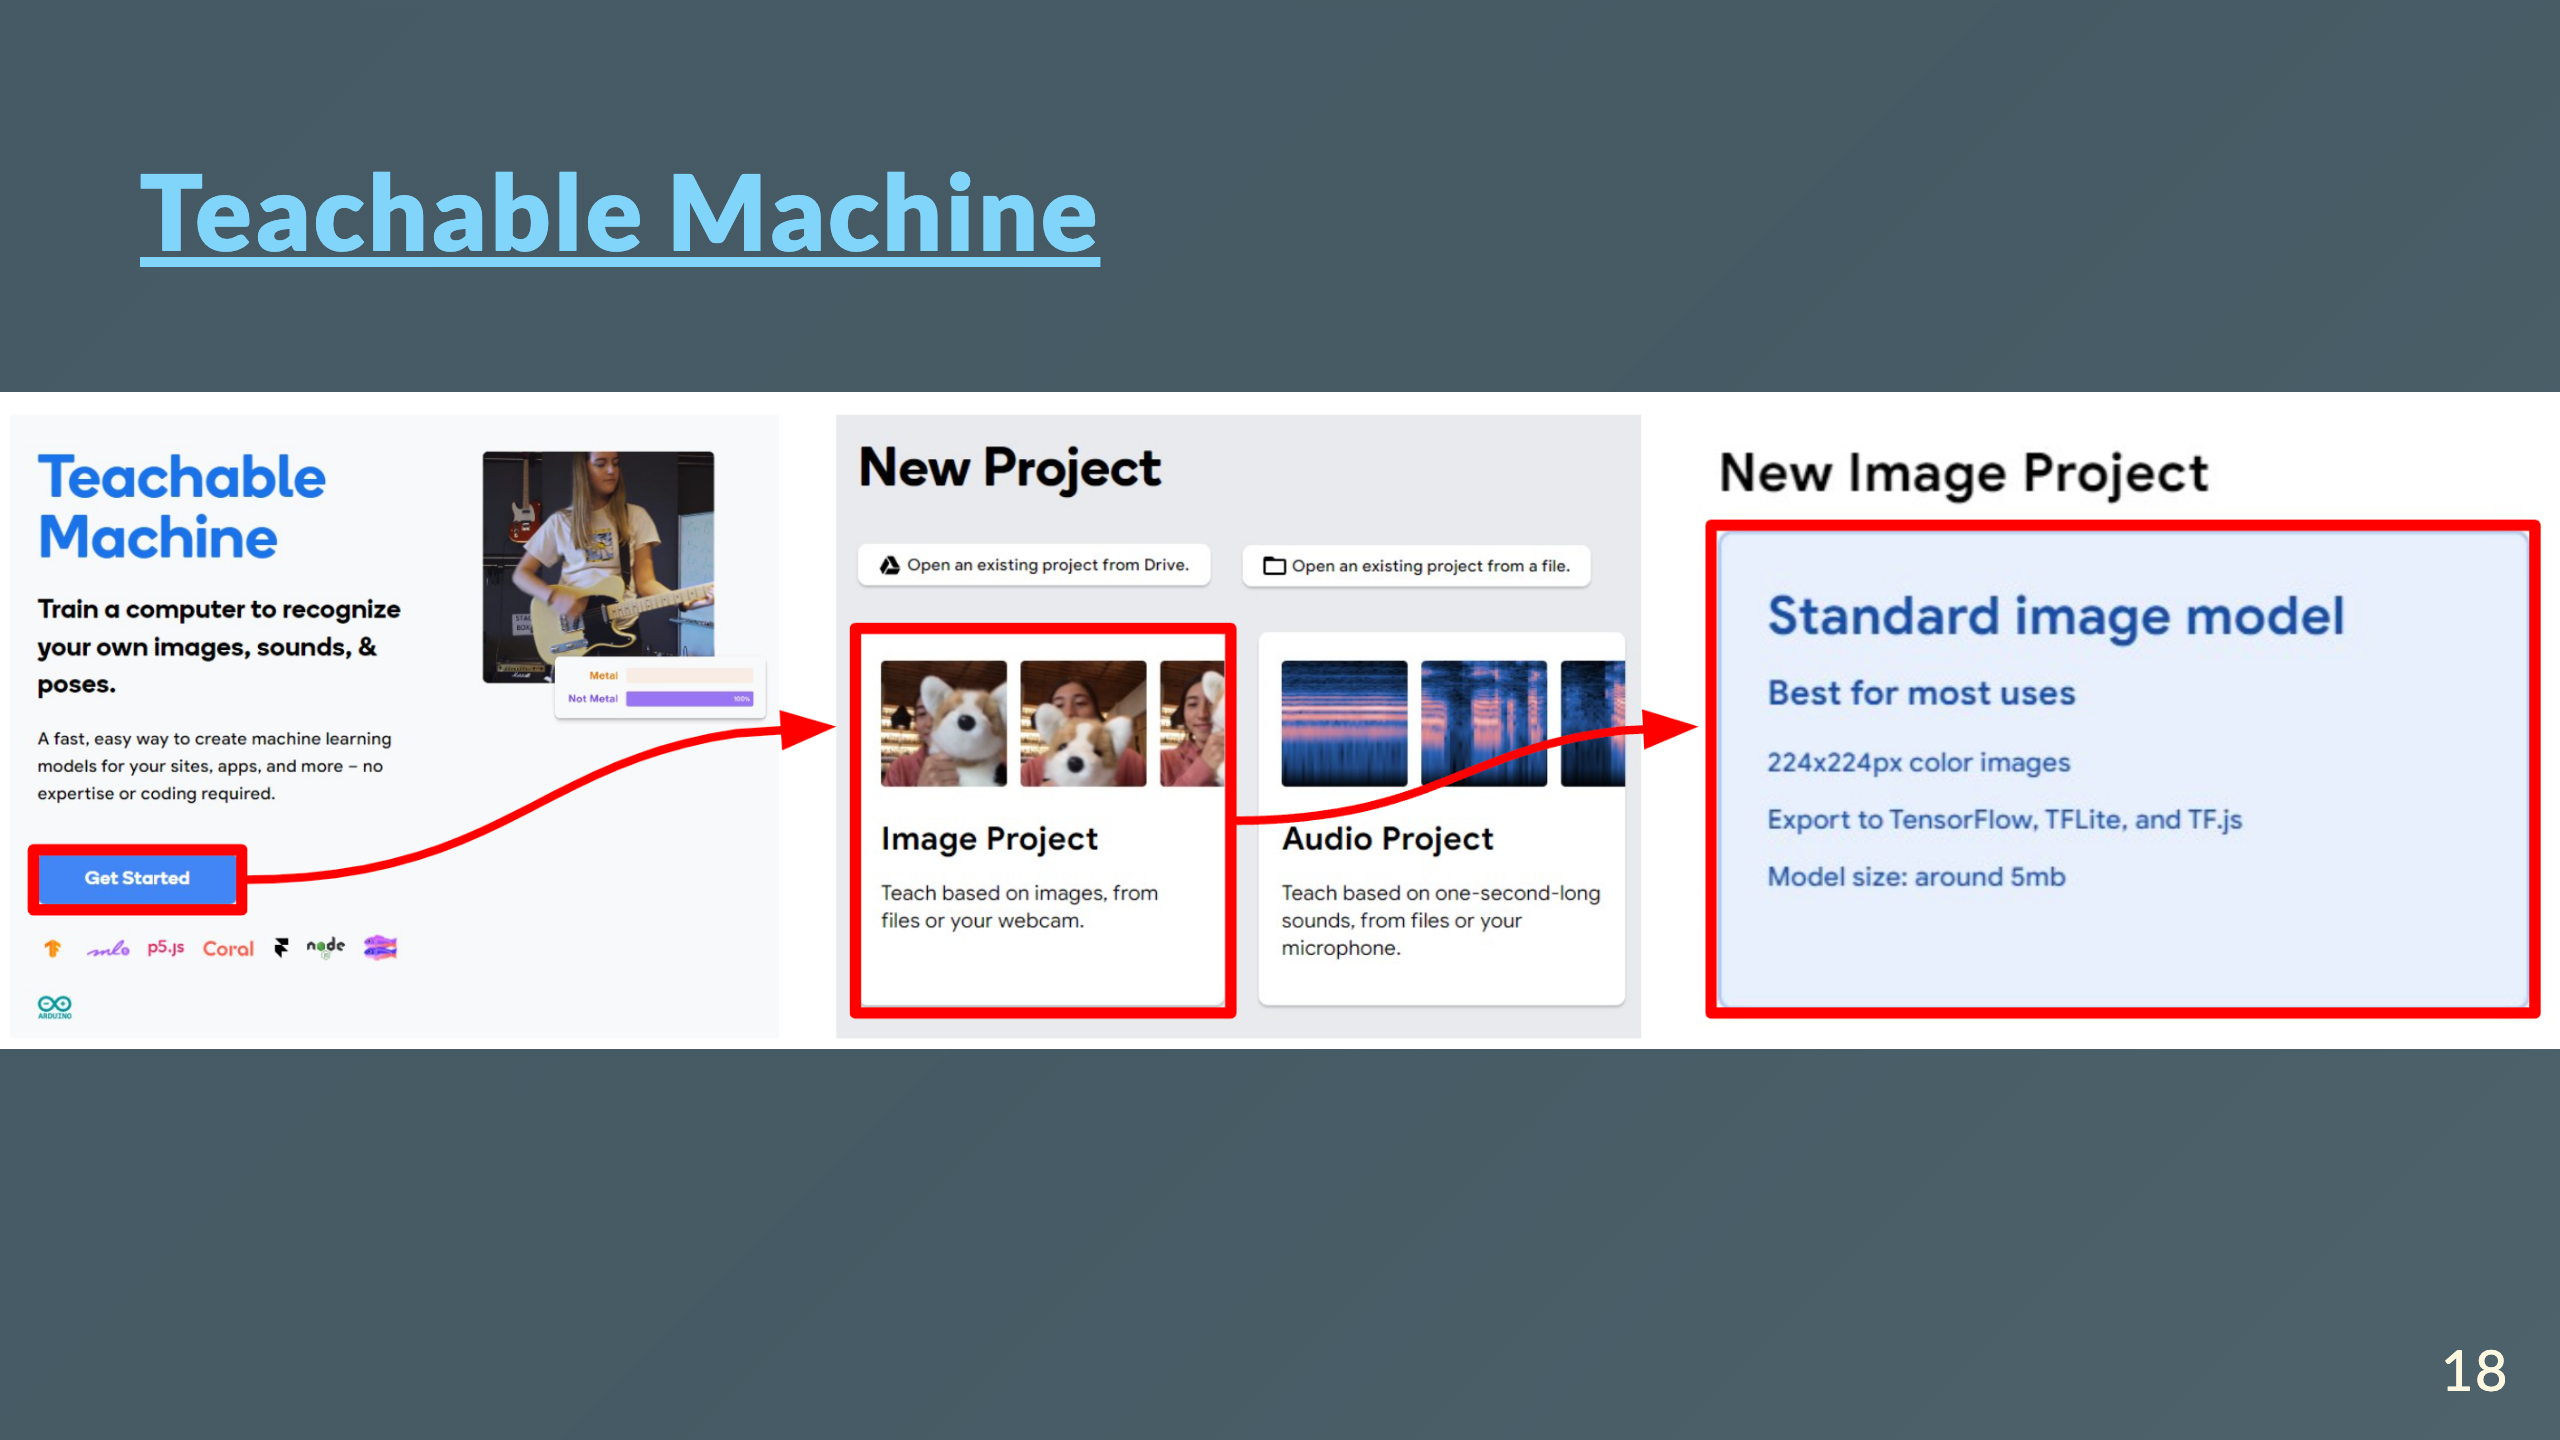 Teachable Machine
Teachable
Machine
Train a computer to recognize
your own images, sounds, &
poses.
A fast, easy way to create machine learning
models for your sites, apps, and more – no
expertise or coding required.
Get Started
Metal
Not Metal 100%
mlo p5.js Coral node
ARDUINO
New Project
Open an existing project from Drive.
Open an existing project from a file.
Image Project
Teach based on images, from
files or your webcam.
Audio Project
Teach based on one-second-long
sounds, from files or your
microphone.
New Image Project
Standard image model
Best for most uses
224x224px color images
Export to TensorFlow, TFLite, and TF.js
Model size: around 5mb
18